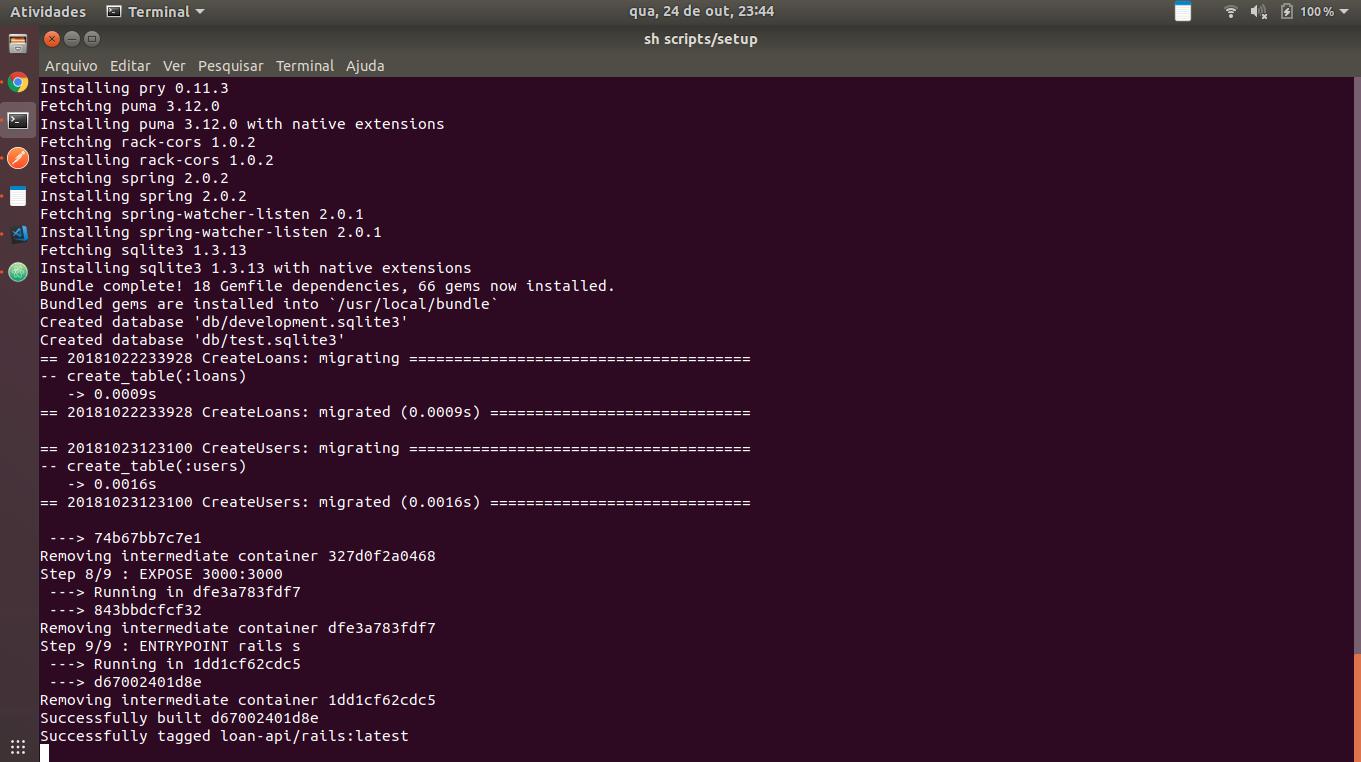 Atividades Terminal qua, 24 de out, 23:44 100%
sh scripts/setup
Arquivo Editar Ver Pesquisar Terminal Ajuda
Installing pry 0.11.3
Fetching puma 3.12.0
Installing puma 3.12.0 with native extensions
Fetching rack-cors 1.0.2
Installing rack-cors 1.0.2
Fetching spring 2.0.2
Installing spring 2.0.2
Fetching spring-watcher-listen 2.0.1
Installing spring-watcher-listen 2.0.1
Fetching sqlite3 1.3.13
Installing sqlite3 1.3.13 with native extensions
Bundle complete! 18 Gemfile dependencies, 66 gems now installed.
Bundled gems are installed into `/usr/local/bundle`
Created database 'db/development.sqlite3'
Created database 'db/test.sqlite3'
== 20181022233928 CreateLoans: migrating ======================================
-- create_table(:loans)
   -> 0.0009s
== 20181022233928 CreateLoans: migrated (0.0009s) =============================

== 20181023123100 CreateUsers: migrating ======================================
-- create_table(:users)
   -> 0.0016s
== 20181023123100 CreateUsers: migrated (0.0016s) =============================

 ---> 74b67bb7c7e1
Removing intermediate container 327d0f2a0468
Step 8/9 : EXPOSE 3000:3000
 ---> Running in dfe3a783fdf7
 ---> 843bbdcfcf32
Removing intermediate container dfe3a783fdf7
Step 9/9 : ENTRYPOINT rails s
 ---> Running in 1dd1cf62cdc5
 ---> d67002401d8e
Removing intermediate container 1dd1cf62cdc5
Successfully built d67002401d8e
Successfully tagged loan-api/rails:latest